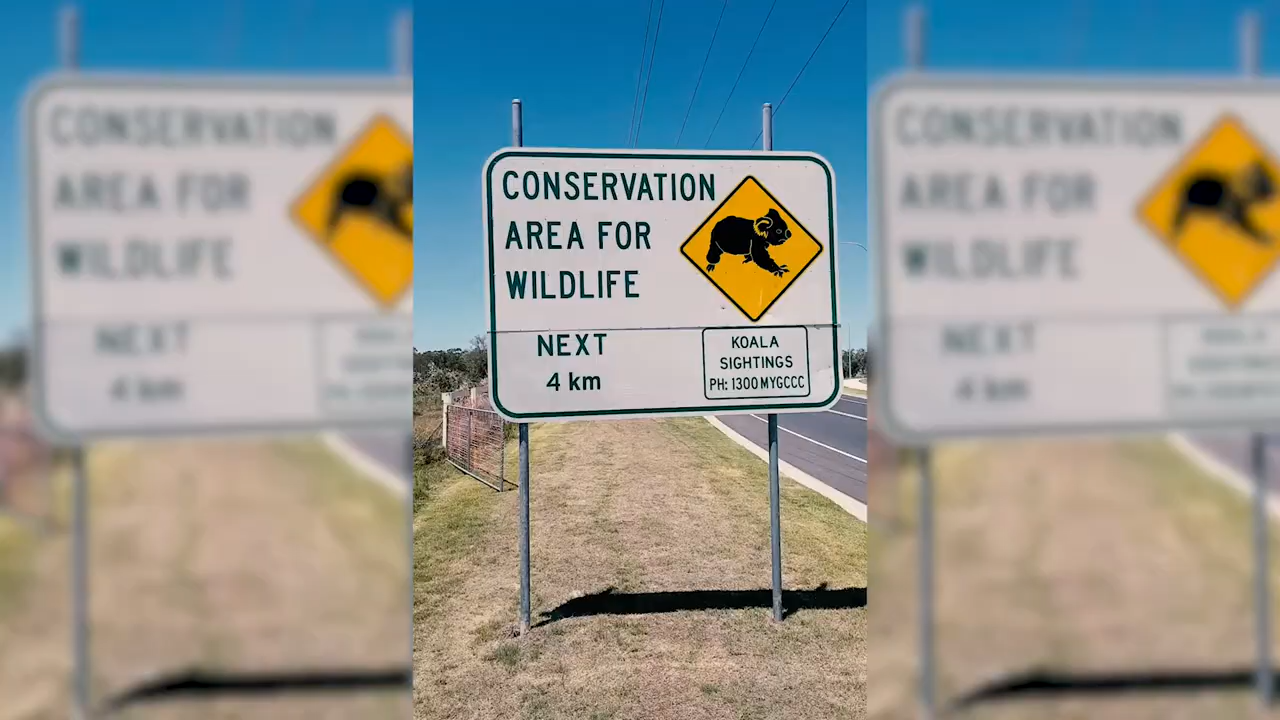 CONSERVATION
AREA FOR
WILDLIFE
NEXT
4 km
KOALA
SIGHTINGS
PH: 1300MYGCCC